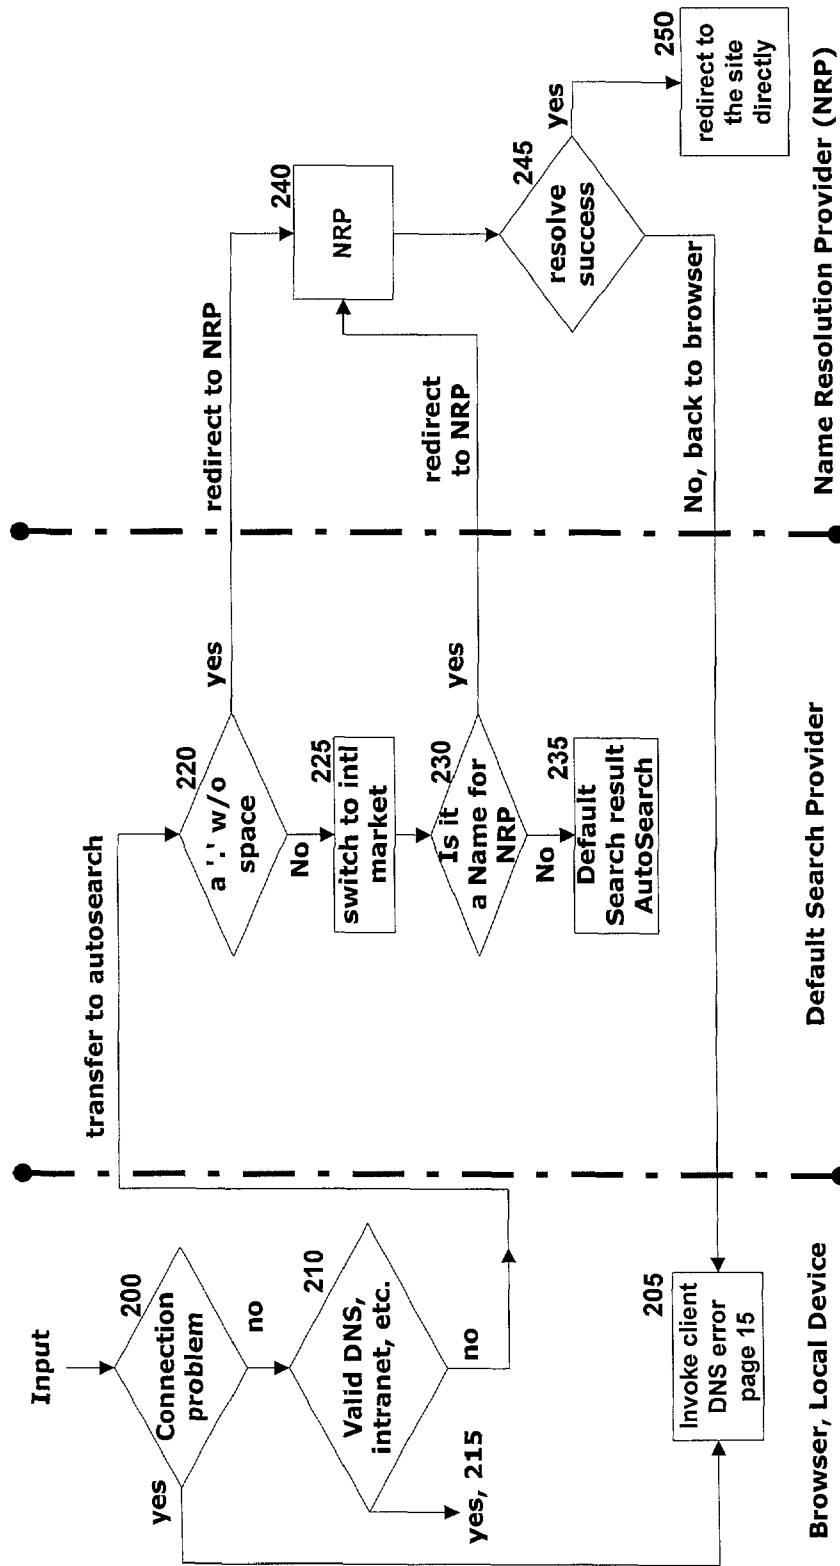 Input
Connection
problem
200
yes
no
Valid DNS,
intranet, etc.
210
yes, 215
no
Invoke client
DNS error
page 15
205
Browser, Local Device
transfer to autosearch
a '.' w/o
space
220
yes
No
switch to intl
market
225
Is it
a Name for
NRP
230
yes
No
Default
Search result
AutoSearch
235
Default Search Provider
redirect to NRP
redirect
to NRP
NRP
240
resolve
success
245
yes
No, back to browser
redirect to
the site
directly
250
Name Resolution Provider (NRP)